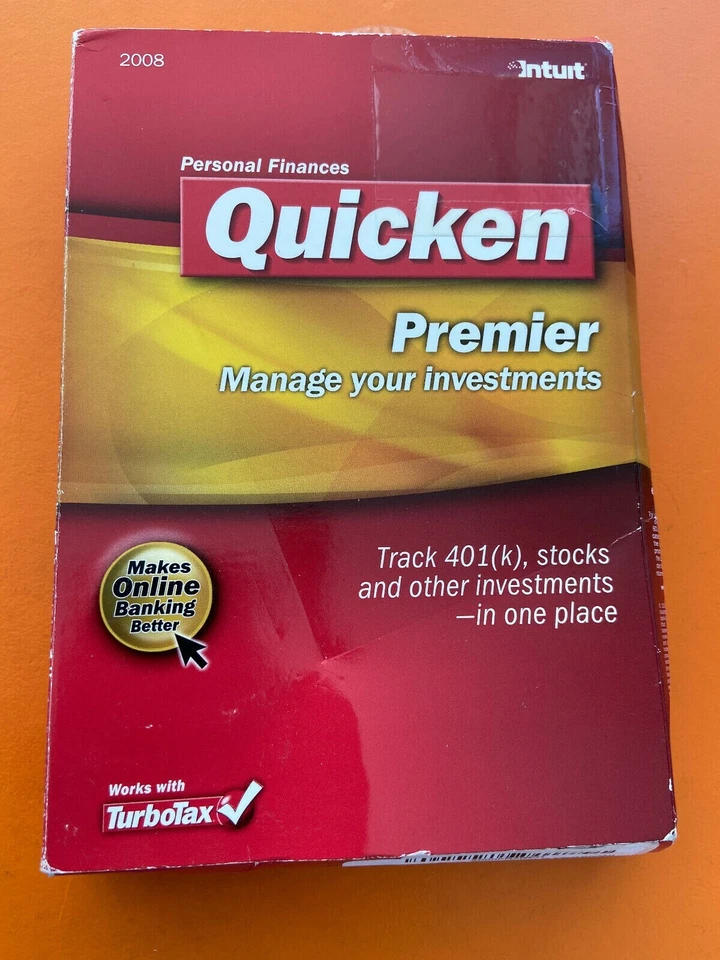 2008
Intuit
Personal Finances
Quicken®
Premier
Manage your investments
Makes
Online
Banking
Better
Track 401(k), stocks
and other investments
—in one place
Works with
TurboTax